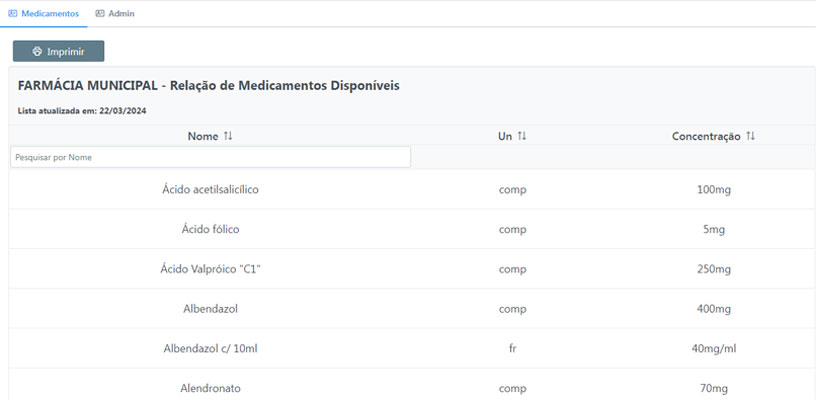 Medicamentos Admin
Imprimir
FARMÁCIA MUNICIPAL - Relação de Medicamentos Disponíveis
Lista atualizada em: 22/03/2024
Nome Un Concentração
Pesquisar por Nome
Ácido acetilsalicílico comp 100mg
Ácido fólico comp 5mg
Ácido Valpróico "C1" comp 250mg
Albendazol comp 400mg
Albendazol c/ 10ml fr 40mg/ml
Alendronato comp 70mg